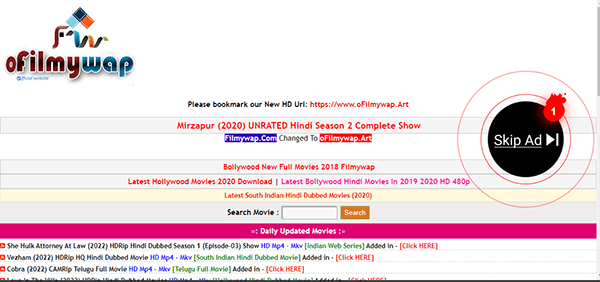 oFilmywap
@official website
Please bookmark our New HD Url: https://www.oFilmywap.Art
Mirzapur (2020) UNRATED Hindi Season 2 Complete Show
Filmywap.Com Changed To oFilmywap.Art
1
Skip Ad
Bollywood New Full Movies 2018 Filmywap
Latest Hollywood Movies 2020 Download | Latest Bollywood Hindi Movies In 2019 2020 HD 480p
Latest South Indian Hindi Dubbed Movies (2020)
Search Movie : Search
=: Daily Updated Movies :=
She Hulk Attorney At Law (2022) HDRip Hindi Dubbed Season 1 (Episode-03) Show HD Mp4 - Mkv [Indian Web Series] Added in - [Click HERE]
Vezham (2022) HDRip HQ Hindi Dubbed Movie HD Mp4 - Mkv [South Indian Hindi Dubbed Movie] Added in - [Click HERE]
Cobra (2022) CAMRip Telugu Full Movie HD Mp4 - Mkv [Telugu Full Movie] Added in - [Click HERE]